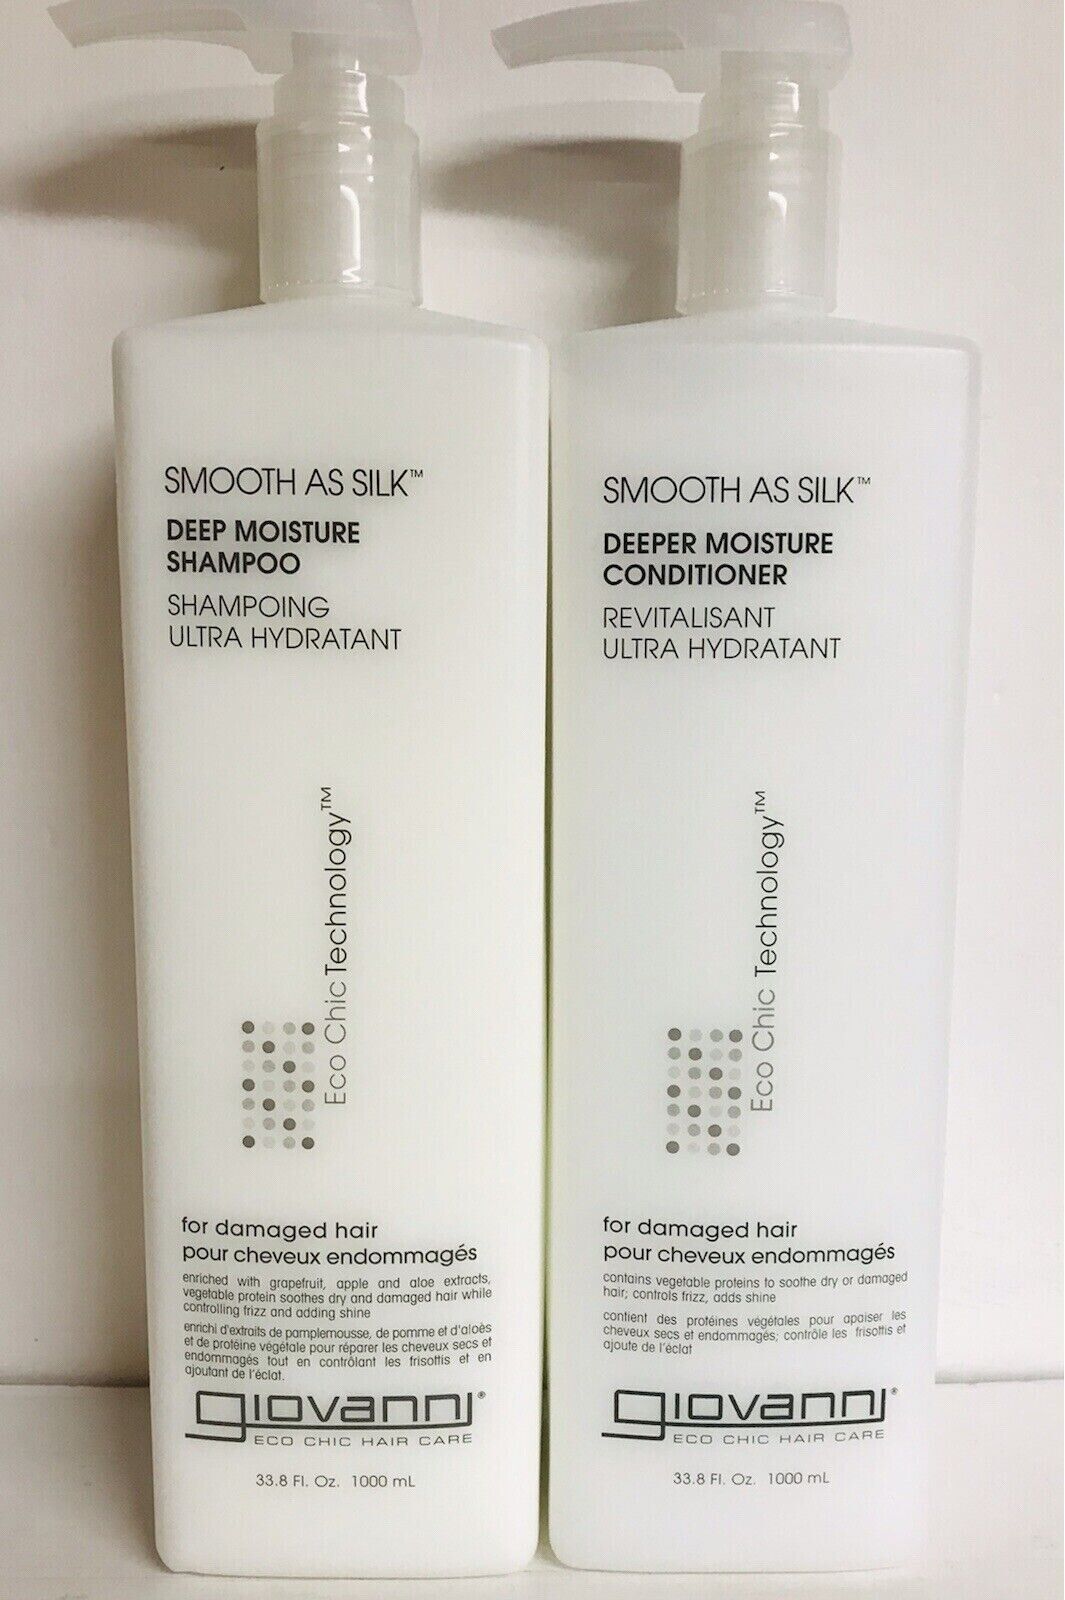 SMOOTH AS SILK™
DEEP MOISTURE
SHAMPOO
SHAMPOING
ULTRA HYDRATANT
Eco Chic Technology™
for damaged hair
pour cheveux endommagés
enriched with grapefruit, apple and aloe extracts,
vegetable protein soothes dry and damaged hair while
controlling frizz and adding shine
enrichi d'extraits de pamplemousse, de pomme et d'aloès
et de protéine végétale pour réparer les cheveux secs et
endommagés tout en contrôlant les frisottis et en
ajoutant de l'éclat.
giovanni®
ECO CHIC HAIR CARE
33.8 Fl. Oz. 1000 mL
SMOOTH AS SILK™
DEEPER MOISTURE
CONDITIONER
REVITALISANT
ULTRA HYDRATANT
Eco Chic Technology™
for damaged hair
pour cheveux endommagés
contains vegetable proteins to soothe dry or damaged
hair; controls frizz, adds shine
contient des protéines végétales pour apaiser les
cheveux secs et endommagés; contrôle les frisottis et
ajoute de l'éclat
giovanni®
ECO CHIC HAIR CARE
33.8 Fl. Oz. 1000 mL